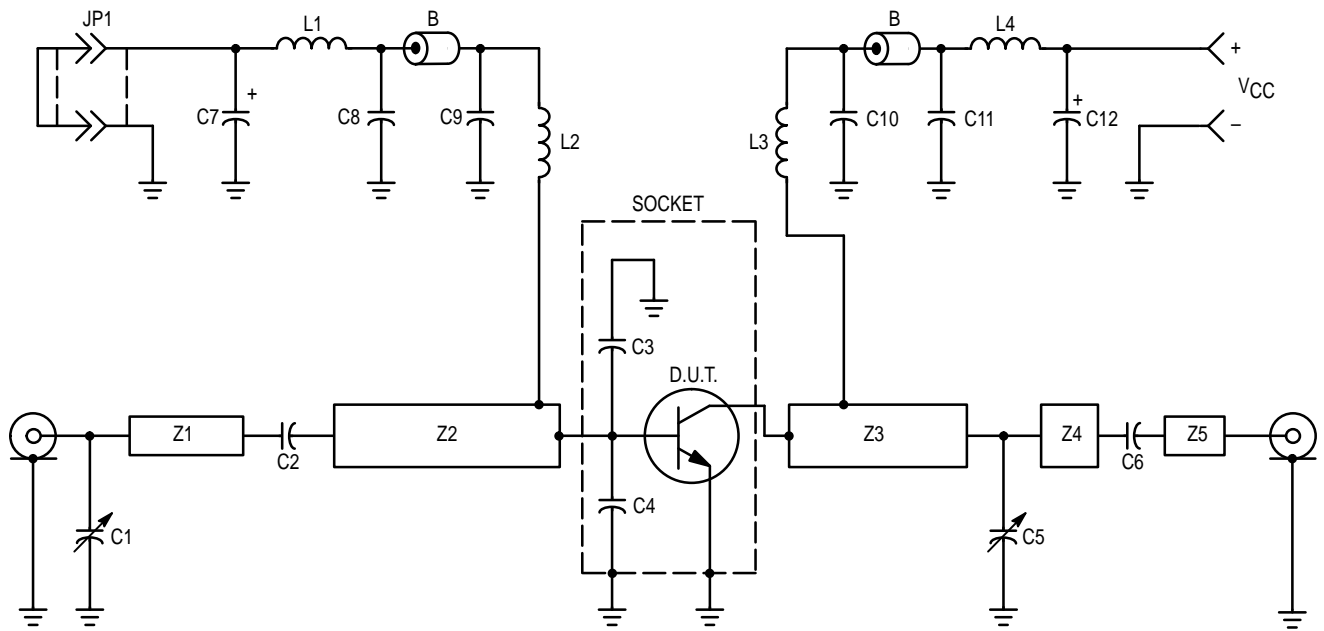 JP1
L1
B
B
L4
+
C7
+
C8
C9
L2
L3
C10
C11
+
C12
+
VCC
–
SOCKET
C3
D.U.T.
Z1
C2
Z2
Z3
Z4
C6
Z5
C4
C1
C5